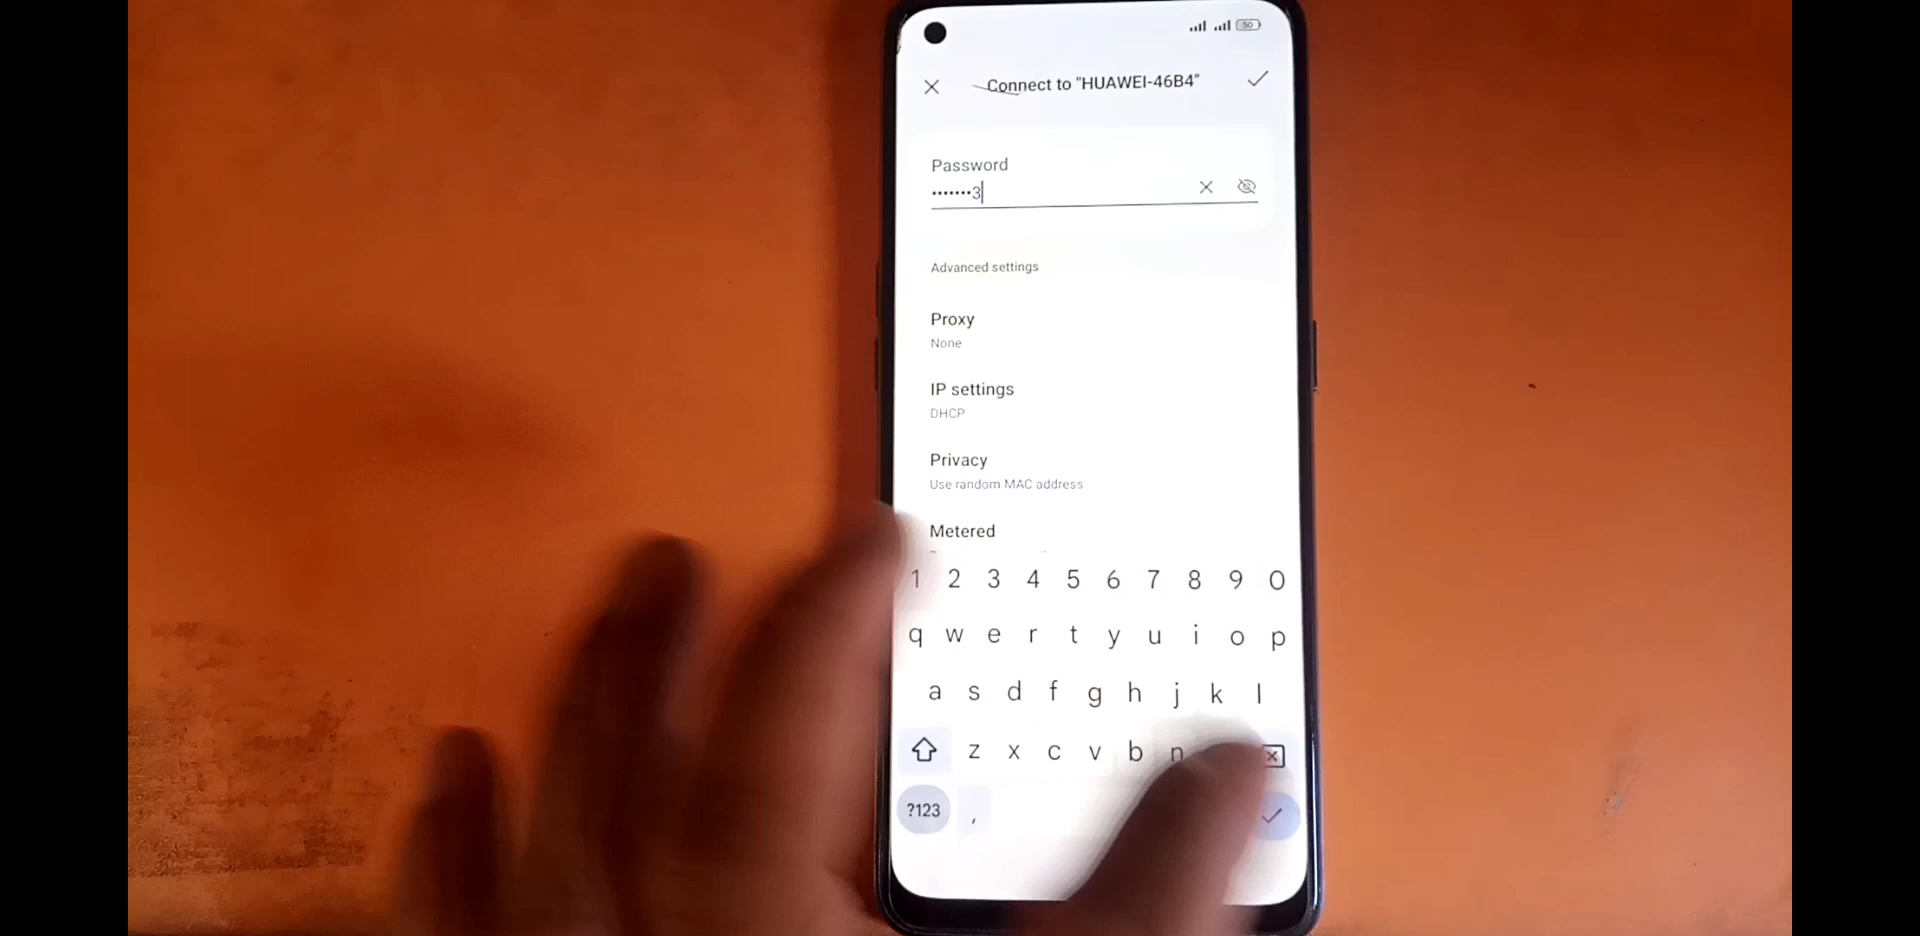 50
Connect to "HUAWEI-46B4"
Password
•••••••3
Advanced settings
Proxy
None
IP settings
DHCP
Privacy
Use random MAC address
Metered
1 2 3 4 5 6 7 8 9 0
q w e r t y u i o p
a s d f g h j k l
z x c v b n
?123 ,